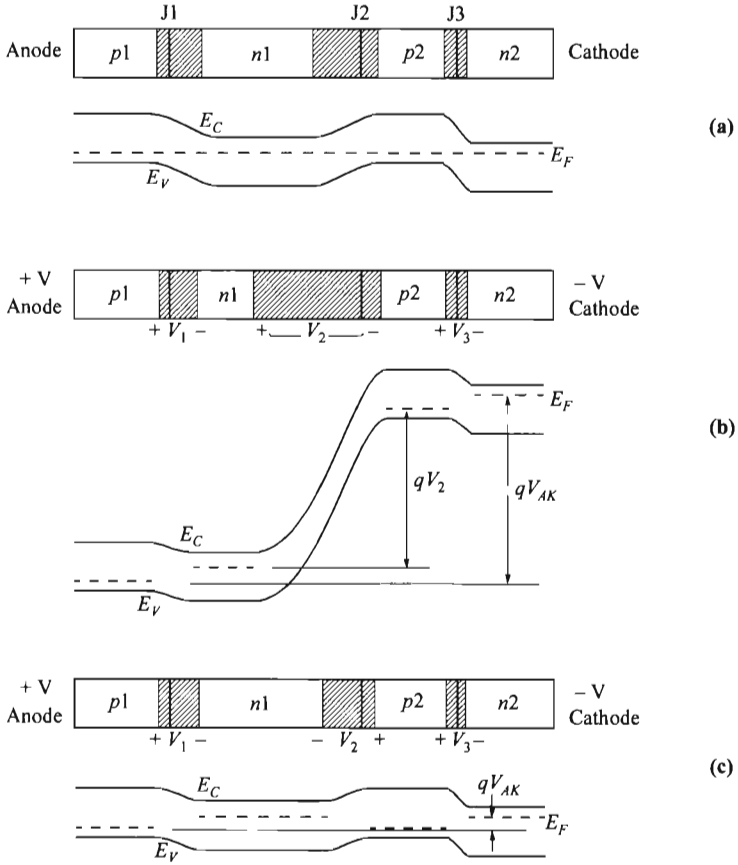 J1 J2 J3
Anode p1 n1 p2 n2 Cathode
(a)
E_C
E_F
E_V
+ V Anode p1 n1 p2 n2 – V Cathode
+ V_1 – + V_2 – + V_3 –
E_F
(b)
qV_2 qV_AK
E_C
E_V
+ V Anode p1 n1 p2 n2 – V Cathode
+ V_1 – – V_2 + + V_3 –
(c)
E_C qV_AK
E_F
E_V